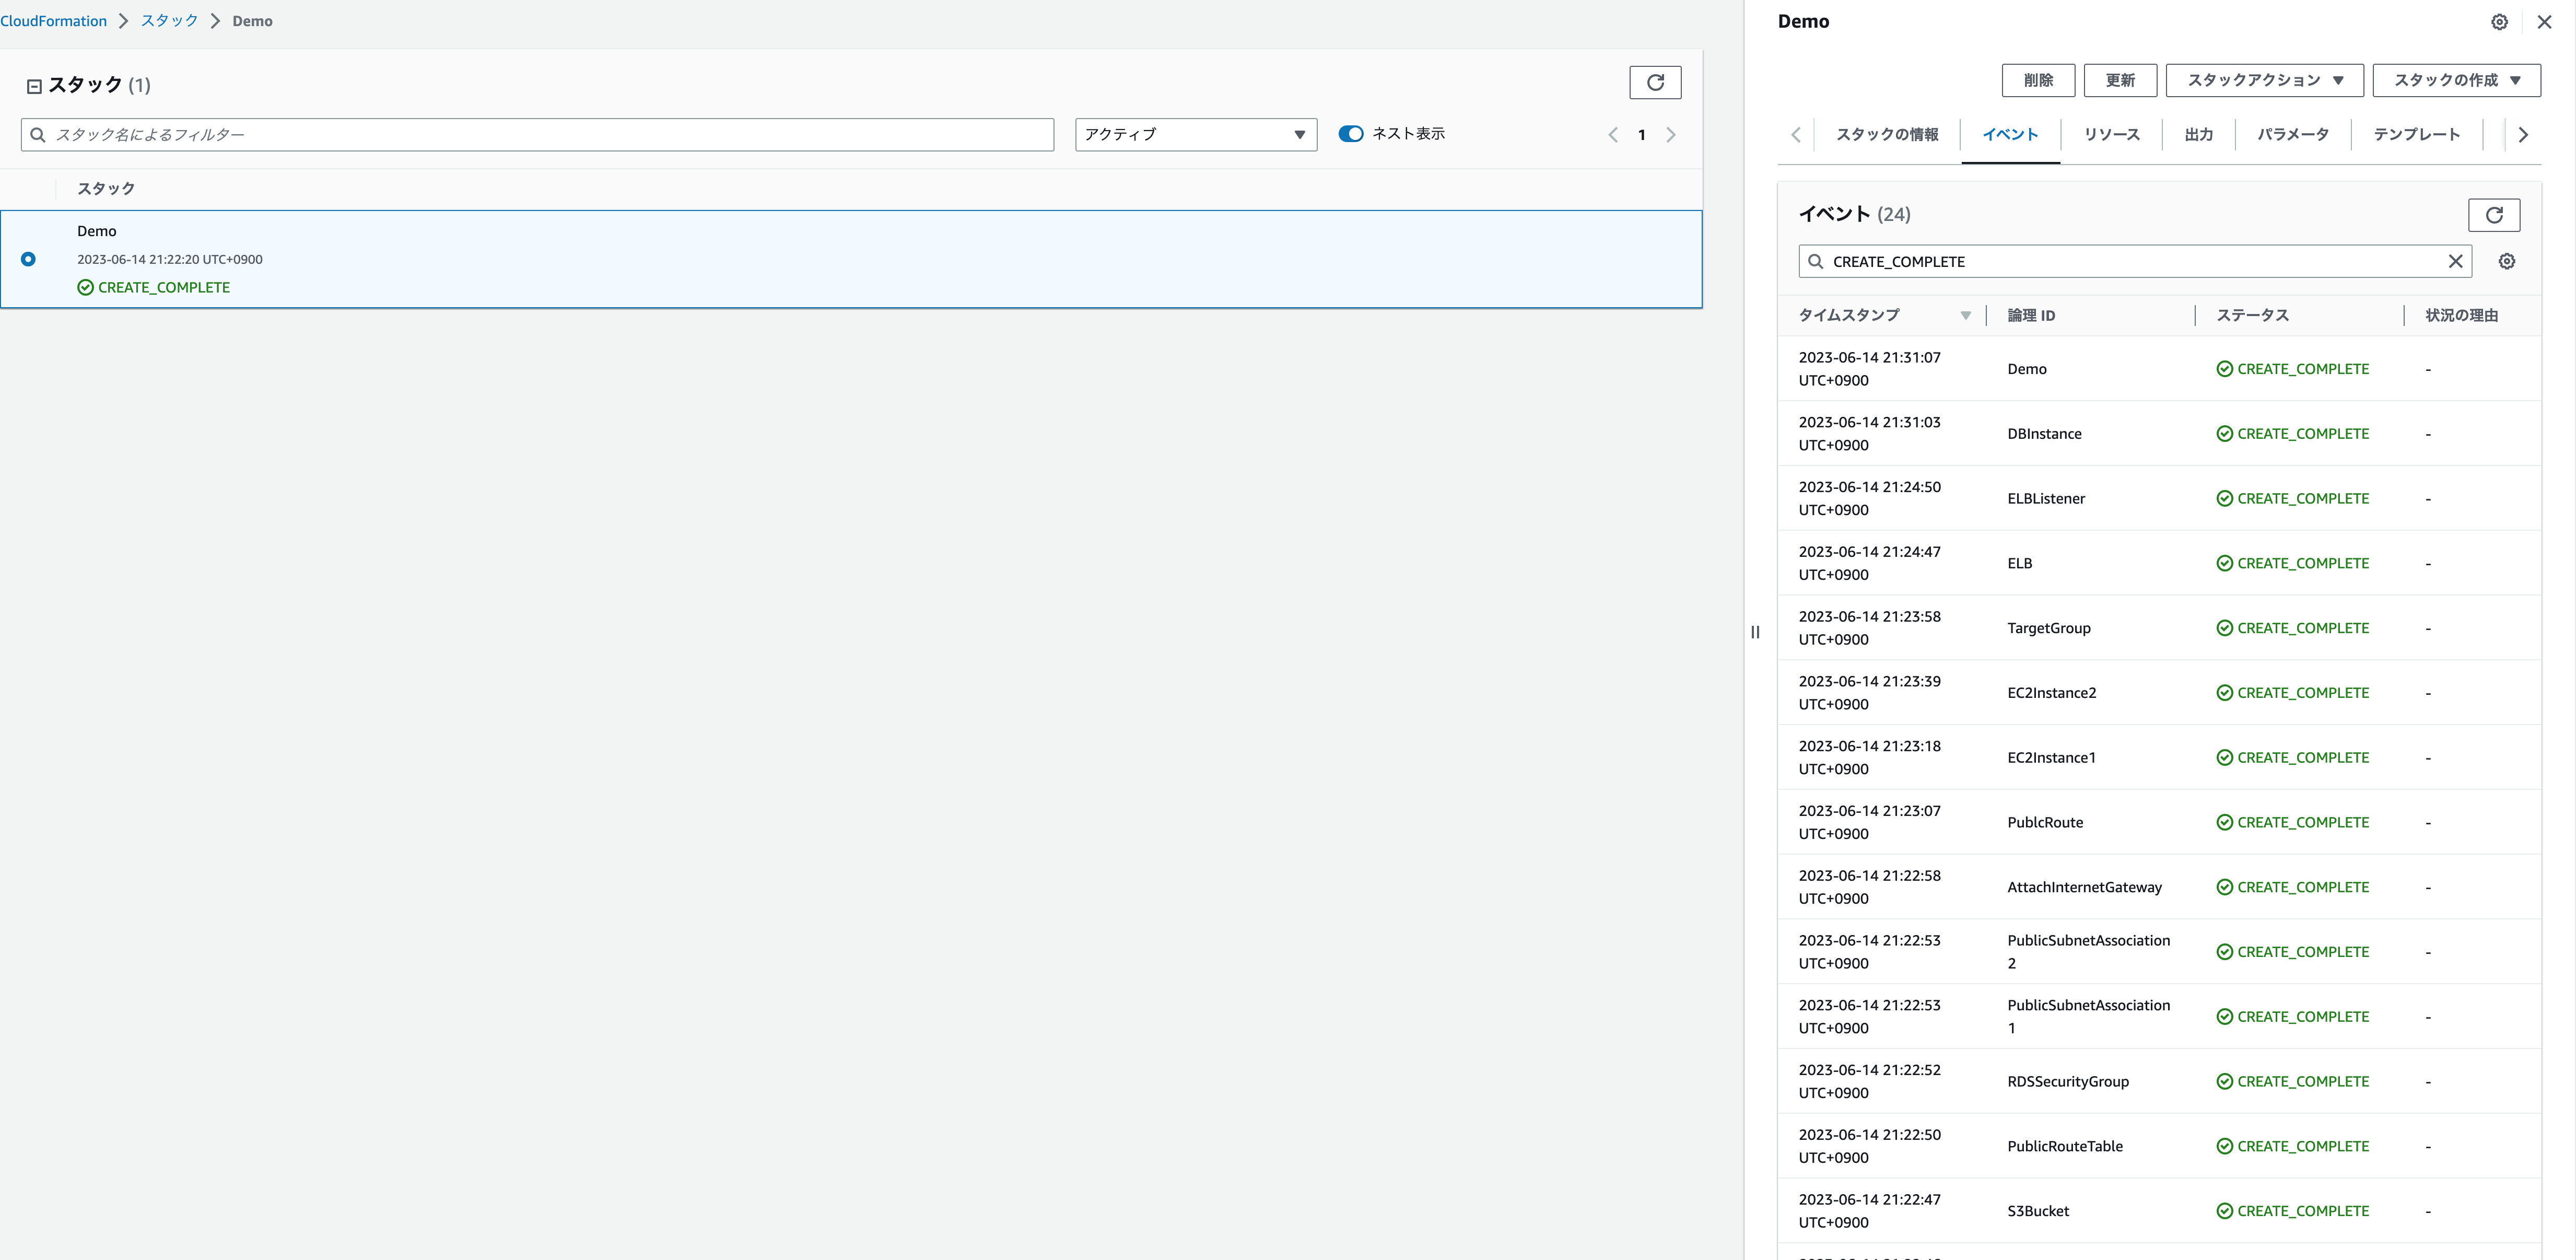 CloudFormation > スタック > Demo
スタック (1)
スタック名によるフィルター
アクティブ
ネスト表示
1
スタック
Demo
2023-06-14 21:22:20 UTC+0900
CREATE_COMPLETE
Demo
削除
更新
スタックアクション
スタックの作成
スタックの情報
イベント
リソース
出力
パラメータ
テンプレート
イベント (24)
CREATE_COMPLETE
タイムスタンプ 論理 ID ステータス 状況の理由
2023-06-14 21:31:07
UTC+0900
Demo
CREATE_COMPLETE
-
2023-06-14 21:31:03
UTC+0900
DBInstance
CREATE_COMPLETE
-
2023-06-14 21:24:50
UTC+0900
ELBListener
CREATE_COMPLETE
-
2023-06-14 21:24:47
UTC+0900
ELB
CREATE_COMPLETE
-
2023-06-14 21:23:58
UTC+0900
TargetGroup
CREATE_COMPLETE
-
2023-06-14 21:23:39
UTC+0900
EC2Instance2
CREATE_COMPLETE
-
2023-06-14 21:23:18
UTC+0900
EC2Instance1
CREATE_COMPLETE
-
2023-06-14 21:23:07
UTC+0900
PublcRoute
CREATE_COMPLETE
-
2023-06-14 21:22:58
UTC+0900
AttachInternetGateway
CREATE_COMPLETE
-
2023-06-14 21:22:53
UTC+0900
PublicSubnetAssociation
2
CREATE_COMPLETE
-
2023-06-14 21:22:53
UTC+0900
PublicSubnetAssociation
1
CREATE_COMPLETE
-
2023-06-14 21:22:52
UTC+0900
RDSSecurityGroup
CREATE_COMPLETE
-
2023-06-14 21:22:50
UTC+0900
PublicRouteTable
CREATE_COMPLETE
-
2023-06-14 21:22:47
UTC+0900
S3Bucket
CREATE_COMPLETE
-